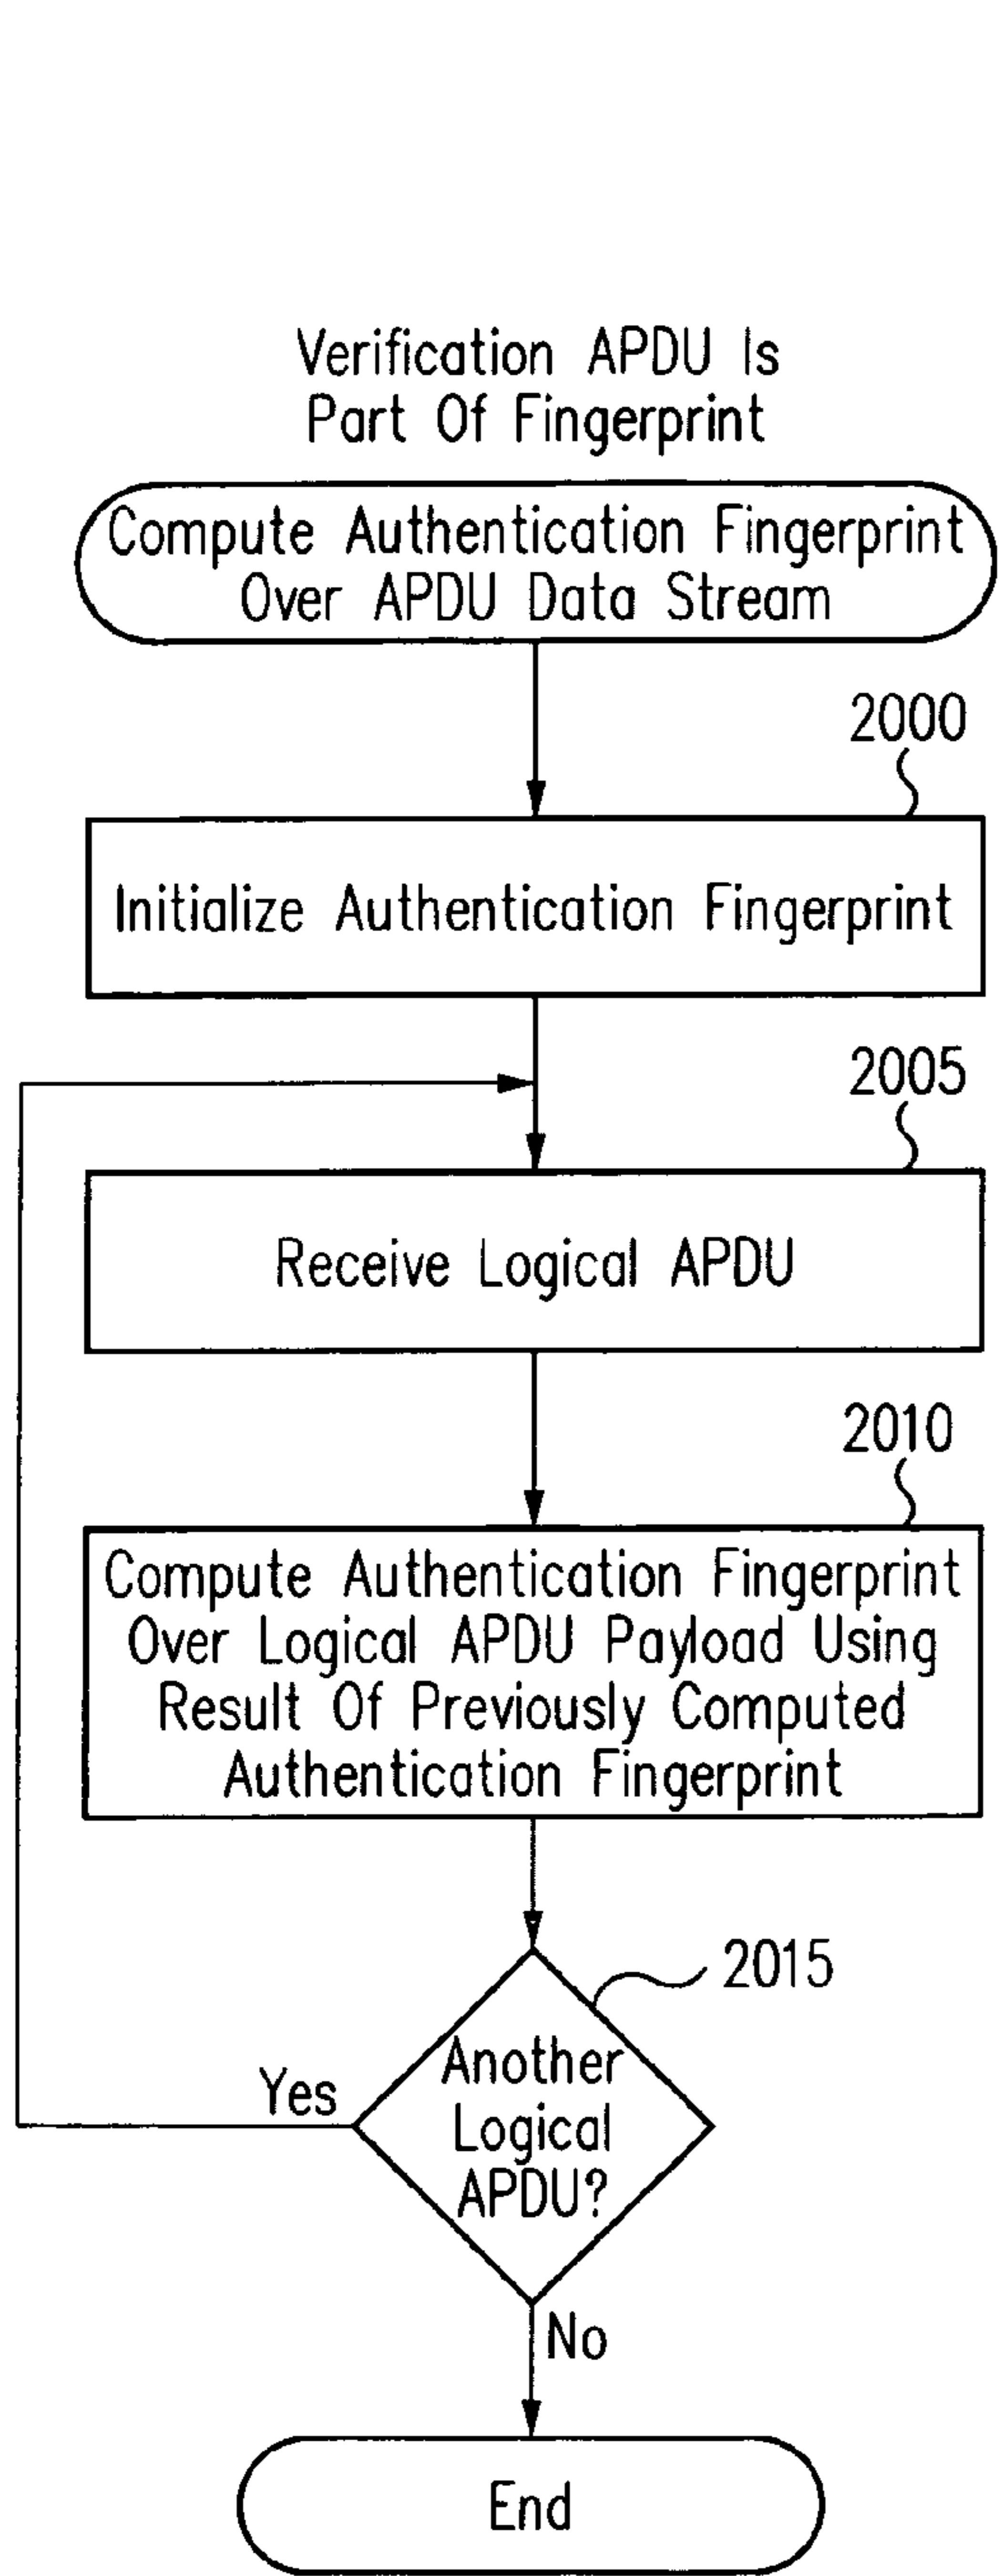 Verification APDU Is
Part Of Fingerprint
Compute Authentication Fingerprint
Over APDU Data Stream
2000
Initialize Authentication Fingerprint
2005
Receive Logical APDU
2010
Compute Authentication Fingerprint
Over Logical APDU Payload Using
Result Of Previously Computed
Authentication Fingerprint
2015
Another
Logical
APDU?
Yes
No
End